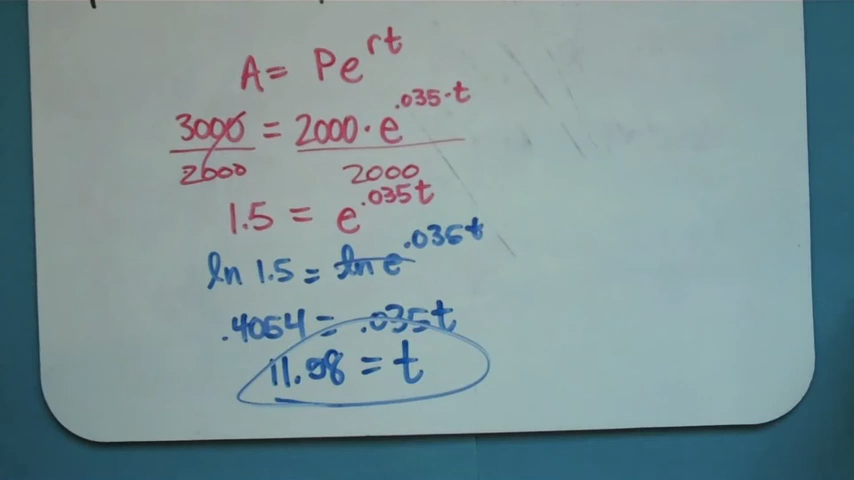 A = Pe^rt
3000 = 2000 · e^.035·t
2000 2000
1.5 = e^.035t
ln 1.5 = ln e^.035t
.4054 = .035t
11.58 = t